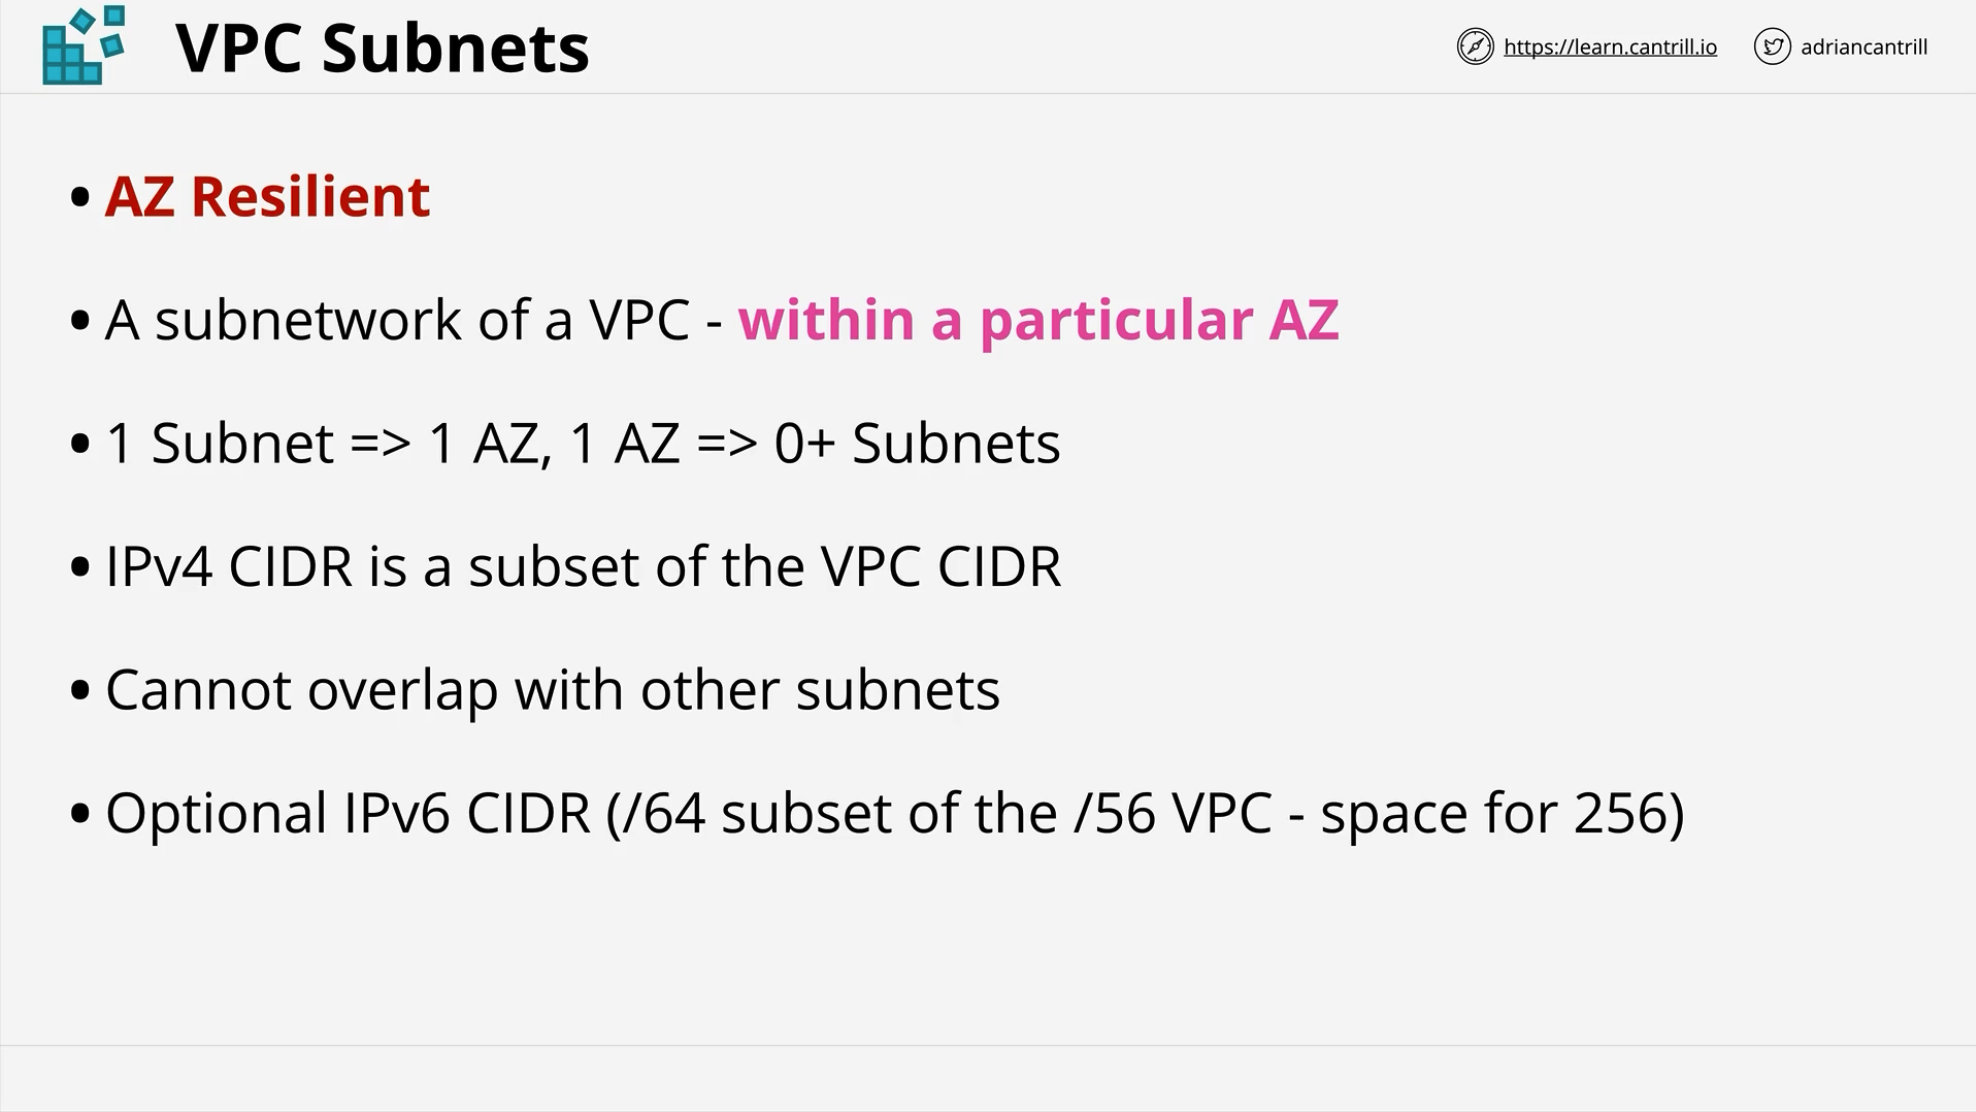 VPC Subnets
https://learn.cantrill.io
adriancantrill
• AZ Resilient
• A subnetwork of a VPC - within a particular AZ
• 1 Subnet => 1 AZ, 1 AZ => 0+ Subnets
• IPv4 CIDR is a subset of the VPC CIDR
• Cannot overlap with other subnets
• Optional IPv6 CIDR (/64 subset of the /56 VPC - space for 256)